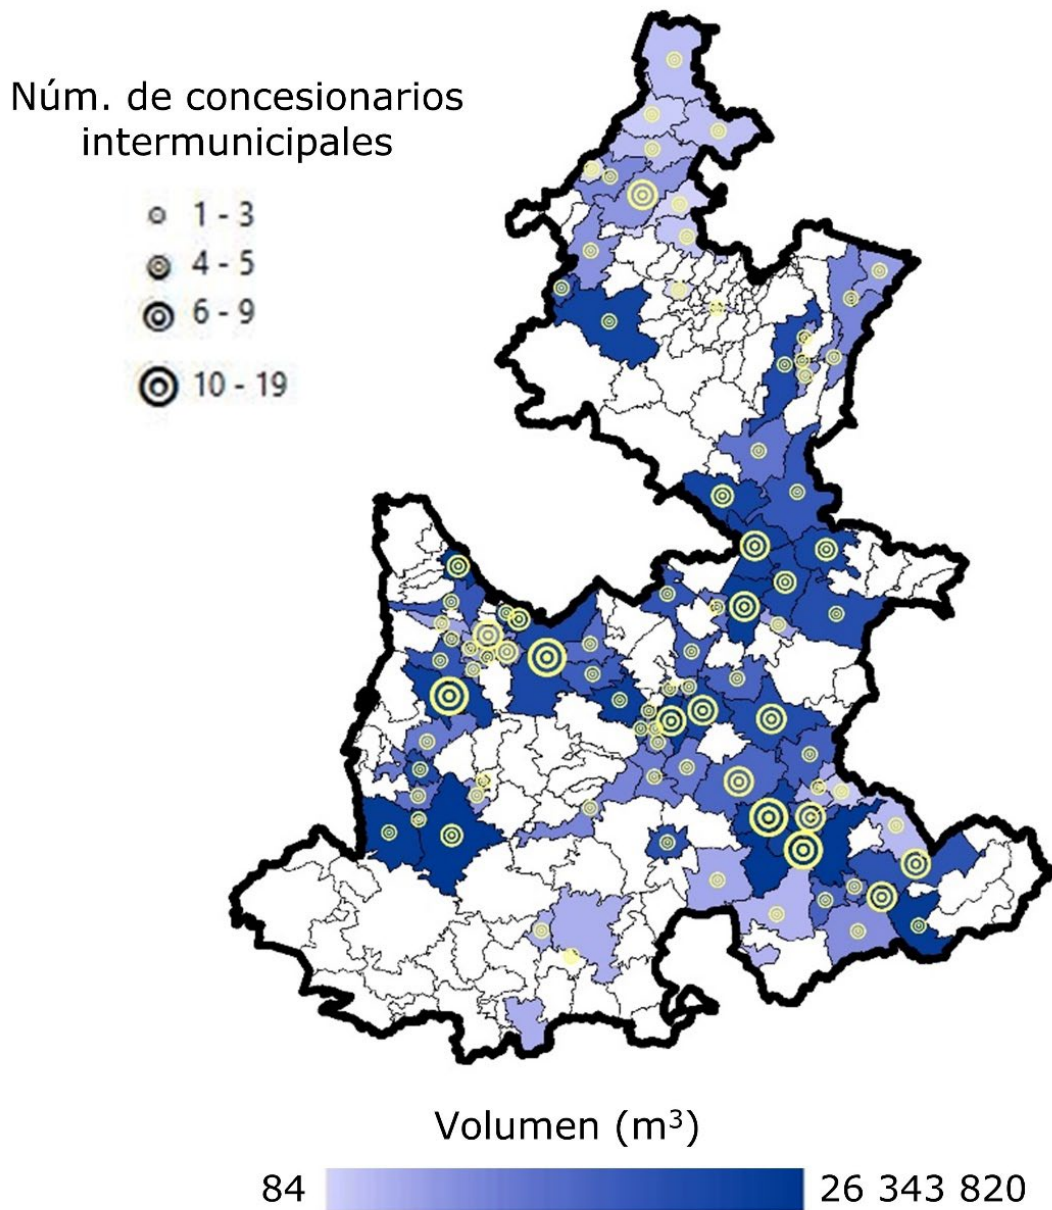 Núm. de concesionarios
intermunicipales
1 - 3
4 - 5
6 - 9
10 - 19
Volumen (m³)
84
26 343 820